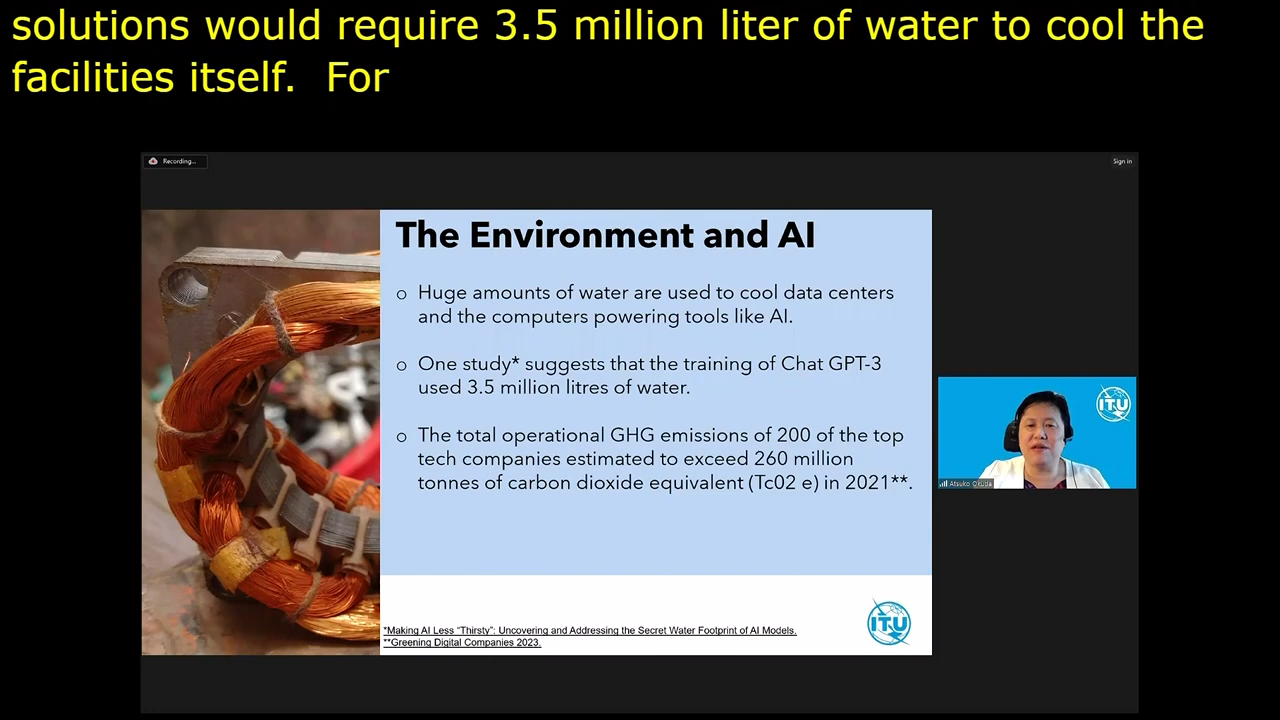 solutions would require 3.5 million liter of water to cool the
facilities itself.  For
Recording...
Sign in
The Environment and AI
o Huge amounts of water are used to cool data centers
and the computers powering tools like AI.
o One study* suggests that the training of Chat GPT-3
used 3.5 million litres of water.
o The total operational GHG emissions of 200 of the top
tech companies estimated to exceed 260 million
tonnes of carbon dioxide equivalent (Tc02 e) in 2021**.
ITU
Atsuko Okuda
*Making AI Less “Thirsty”: Uncovering and Addressing the Secret Water Footprint of AI Models.
**Greening Digital Companies 2023.
ITU